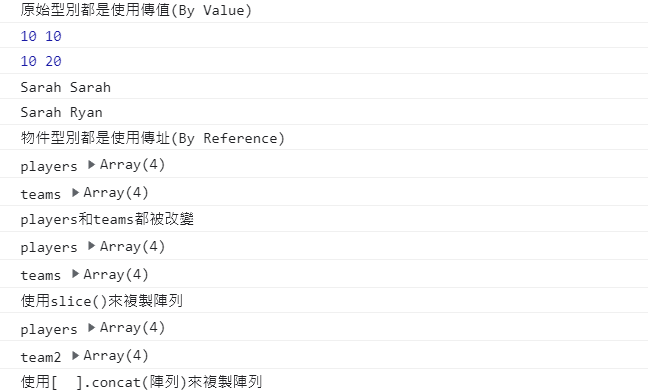 原始型別都是使用傳值(By Value)
10 10
10 20
Sarah Sarah
Sarah Ryan
物件型別都是使用傳址(By Reference)
players ▶Array(4)
teams ▶Array(4)
players和teams都被改變
players ▶Array(4)
teams ▶Array(4)
使用slice()來複製陣列
players ▶Array(4)
team2 ▶Array(4)
使用[  ].concat(陣列)來複製陣列